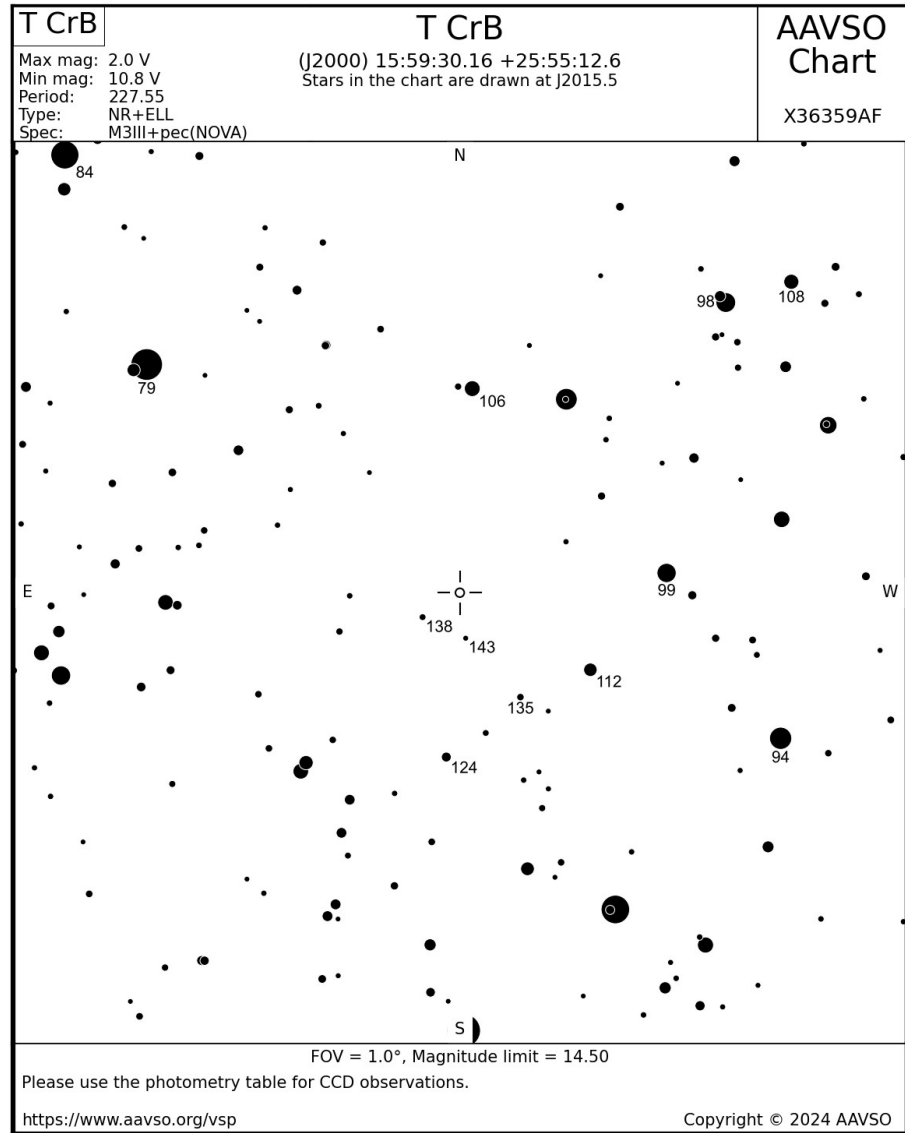 T CrB
Max mag: 2.0 V
Min mag: 10.8 V
Period: 227.55
Type: NR+ELL
Spec: M3III+pec(NOVA)
T CrB
(J2000) 15:59:30.16 +25:55:12.6
Stars in the chart are drawn at J2015.5
AAVSO
Chart
X36359AF
N
84
98
108
79
106
E
99
W
138
143
112
135
124
94
S
FOV = 1.0°, Magnitude limit = 14.50
Please use the photometry table for CCD observations.
https://www.aavso.org/vsp
Copyright © 2024 AAVSO